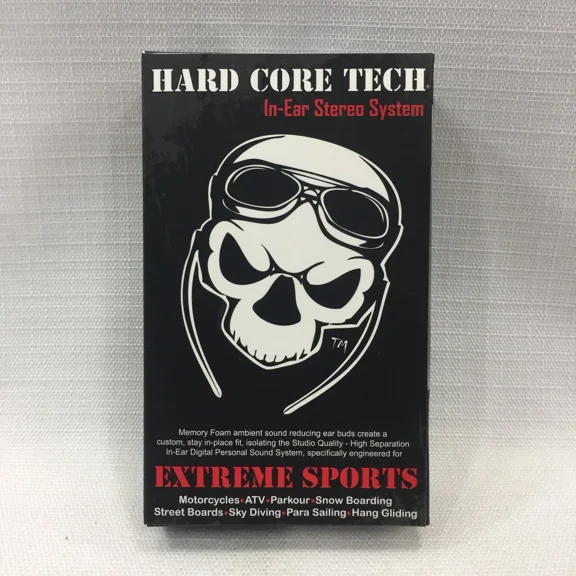 HARD CORE TECH®
In-Ear Stereo System
TM
Memory Foam ambient sound reducing ear buds create a
custom, stay in-place fit, isolating the Studio Quality - High Separation
In-Ear Digital Personal Sound System, specifically engineered for
EXTREME SPORTS
Motorcycles•ATV•Parkour•Snow Boarding
Street Boards•Sky Diving•Para Sailing•Hang Gliding